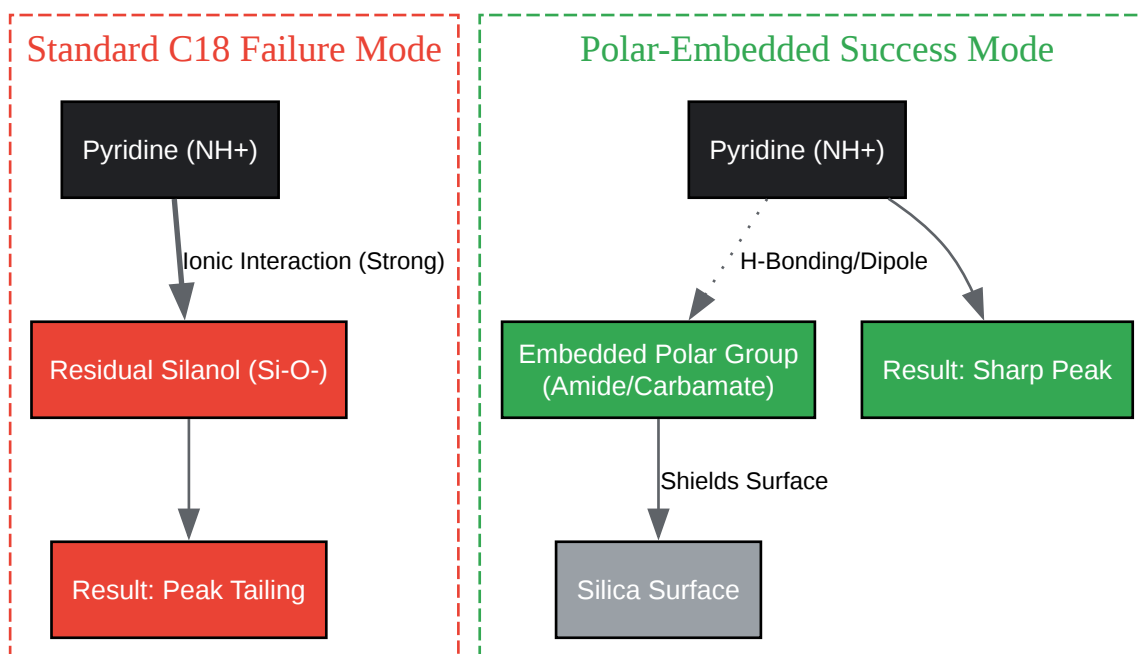 Standard C18 Failure Mode
Pyridine (NH+)
Ionic Interaction (Strong)
Residual Silanol (Si-O-)
Result: Peak Tailing
Polar-Embedded Success Mode
Pyridine (NH+)
H-Bonding/Dipole
Embedded Polar Group
(Amide/Carbamate)
Result: Sharp Peak
Shields Surface
Silica Surface